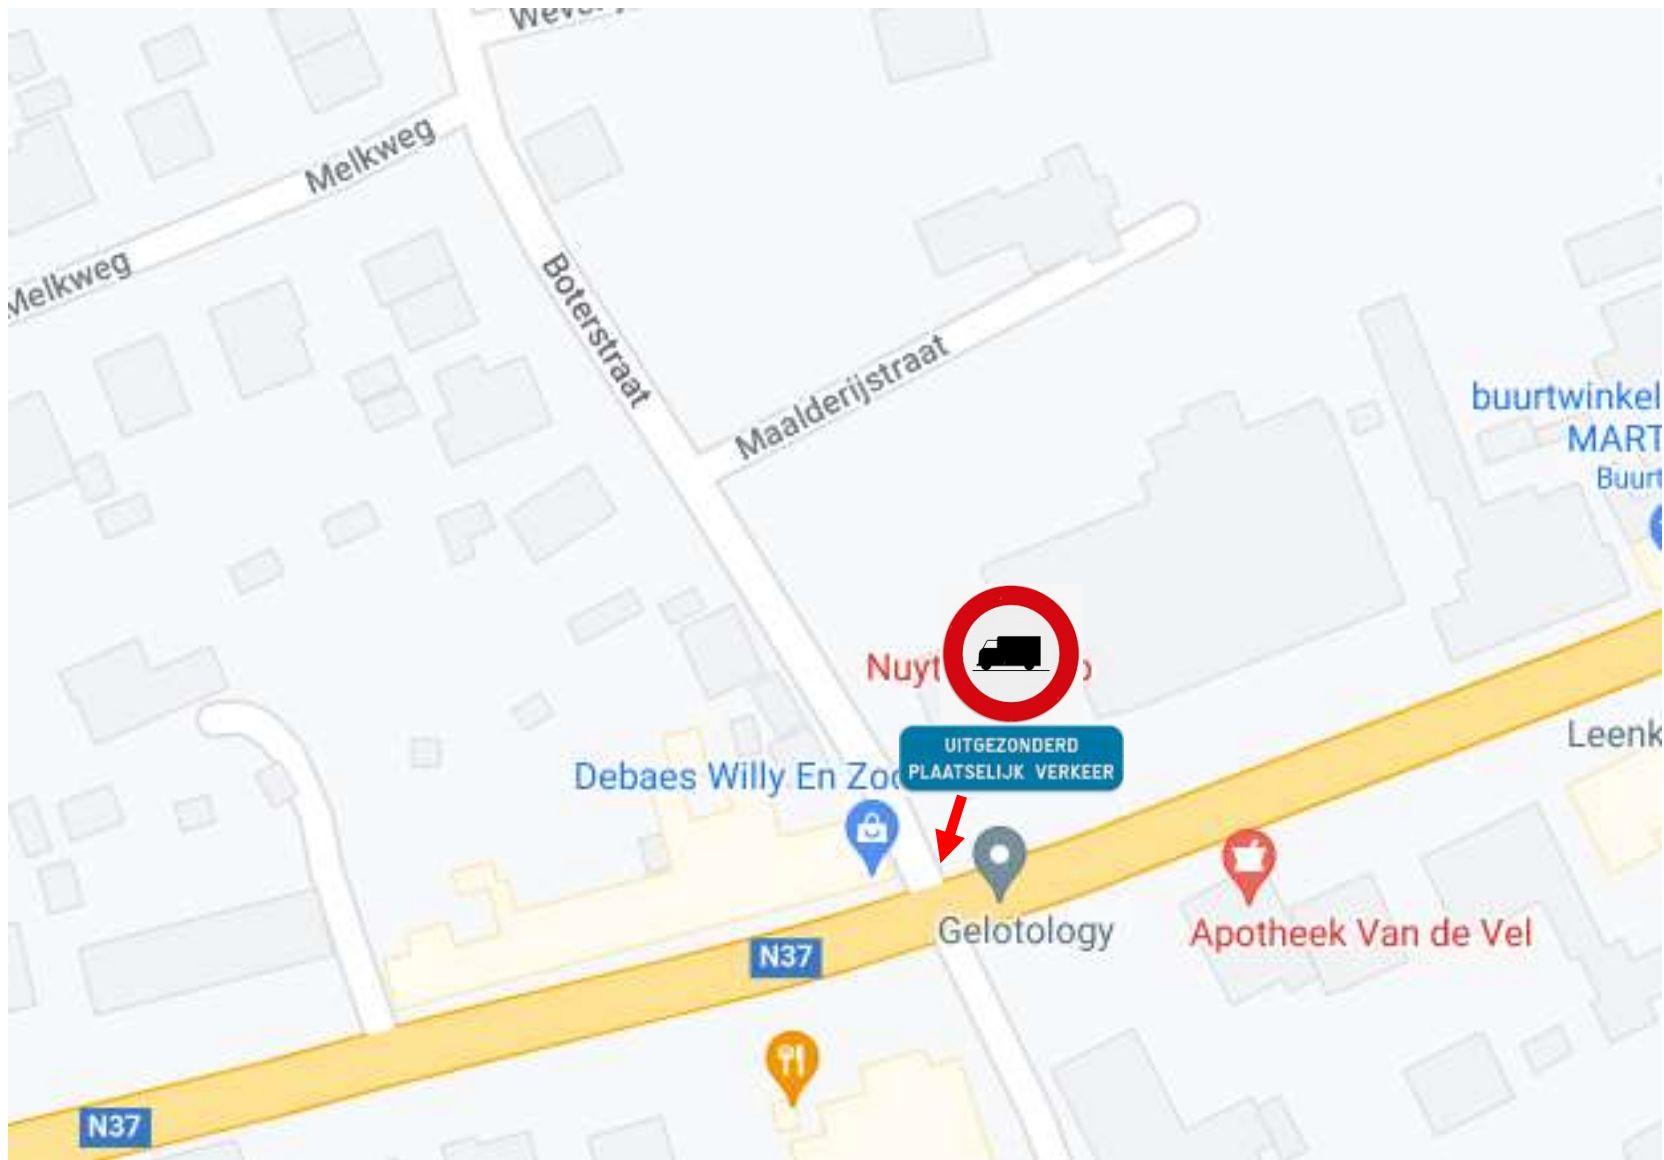 Melkweg
Melkweg
Boterstraat
Maalderijstraat
buurtwinkel
MART
Buurt
Nuyt
UITGEZONDERD
PLAATSELIJK VERKEER
Debaes Willy En Zoo
Leenk
Gelotology
Apotheek Van de Vel
N37
N37